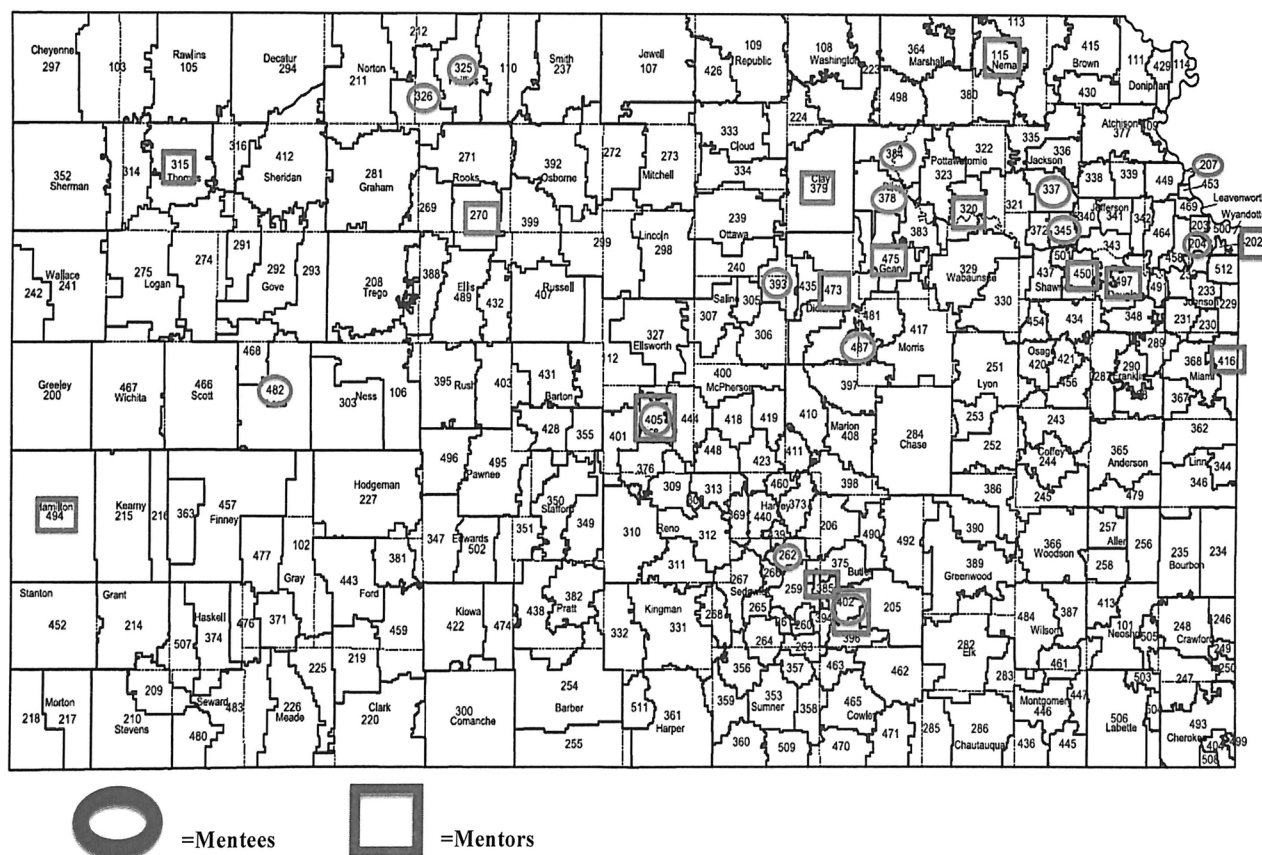 Cheyenne 297
103
Rawlins 105
Decatur 294
Norton 211
212
325
326
110
Smith 237
Jewell 107
426
109 Republic
108 Washington
223
364 Marshall
498
380
113
115
415 Brown
430
111
429
114
Doniphan
352 Sherman
314
315 Thomas
316
412 Sheridan
281 Graham
271 Rooks
269
270
392 Osborne
399
272
273 Mitchell
333 Cloud
334
224
Clay 379
384
378
383
Pottawatomie
322
323
320
321
335
Jackson
336
337
338
339
340
Jefferson
341
342
343
Atchison 377
409
449
207
453
469
Leavenworth
Wyandotte
500
203
204
202
464
458
372
345
501
437
450
497
348
512
Johnson
233
229
231
230
Wallace 241
242
275 Logan
274
291
292 Gove
293
208 Trego
388
Ellis 489
432
Russell 407
299
Lincoln 298
239 Ottawa
240
Saline
305
307
306
393
435
473
481
487
475 Geary
417 Morris
329 Wabaunsee
330
454
434
327 Ellsworth
112
Greeley 200
467 Wichita
466 Scott
468
482
303
Ness
106
395 Rush
403
431 Barton
428
355
405
401
444
400 McPherson
418
419
448
423
410
411
397
Marion 408
398
284 Chase
251 Lyon
253
252
386
Osage 420
421
456
287
289
290
Franklin
368 Miami
416
367
362
243
Coffey 244
245
365 Anderson
479
Linn
344
346
Hamilton 494
Kearny 215
216
363
457 Finney
Hodgeman 227
496
495 Pawnee
350 Stafford
349
351
376
309
313
310
Reno
312
311
369
440
460
373
206
490
492
390
389 Greenwood
366 Woodson
257 Allen
258
256
235 Bourbon
234
477
102
Gray
443
Ford
381
347
Edwards
502
262
267 Sedgwick
259
375
385
402
205
394
396
265
264
260
263
268
Stanton 452
Grant 214
507
Haskell 374
476
371
459
Kiowa 422
474
438
382 Pratt
332
Kingman 331
282 Elk
283
484
387
Wilson
461
413
101 Neosho
505
248 Crawford
246
249
250
247
503
Morton
218
217
209
210 Stevens
Seward
480
483
226 Meade
225
219
Clark 220
300 Comanche
254 Barber
255
511
361 Harper
356
357
359
353 Sumner
358
360
509
463
465 Cowley
462
470
471
285
286 Chautauqua
436
446
447
445
506 Labette
493 Cherokee
404
499
508
=Mentees
=Mentors